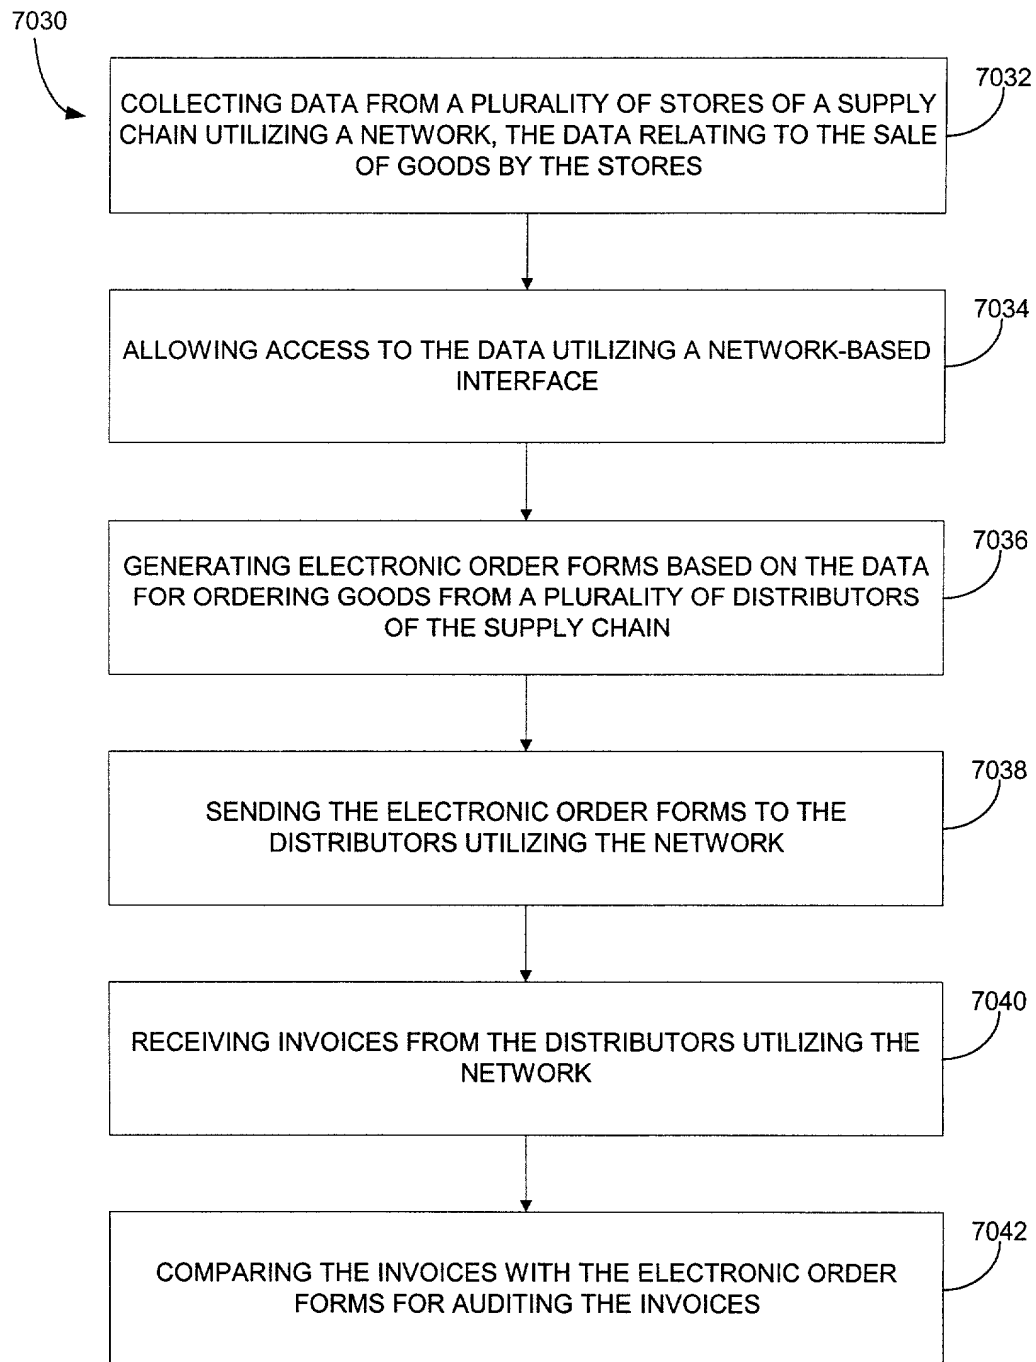 7030
7032
COLLECTING DATA FROM A PLURALITY OF STORES OF A SUPPLY
CHAIN UTILIZING A NETWORK, THE DATA RELATING TO THE SALE
OF GOODS BY THE STORES
7034
ALLOWING ACCESS TO THE DATA UTILIZING A NETWORK-BASED
INTERFACE
7036
GENERATING ELECTRONIC ORDER FORMS BASED ON THE DATA
FOR ORDERING GOODS FROM A PLURALITY OF DISTRIBUTORS
OF THE SUPPLY CHAIN
7038
SENDING THE ELECTRONIC ORDER FORMS TO THE
DISTRIBUTORS UTILIZING THE NETWORK
7040
RECEIVING INVOICES FROM THE DISTRIBUTORS UTILIZING THE
NETWORK
7042
COMPARING THE INVOICES WITH THE ELECTRONIC ORDER
FORMS FOR AUDITING THE INVOICES